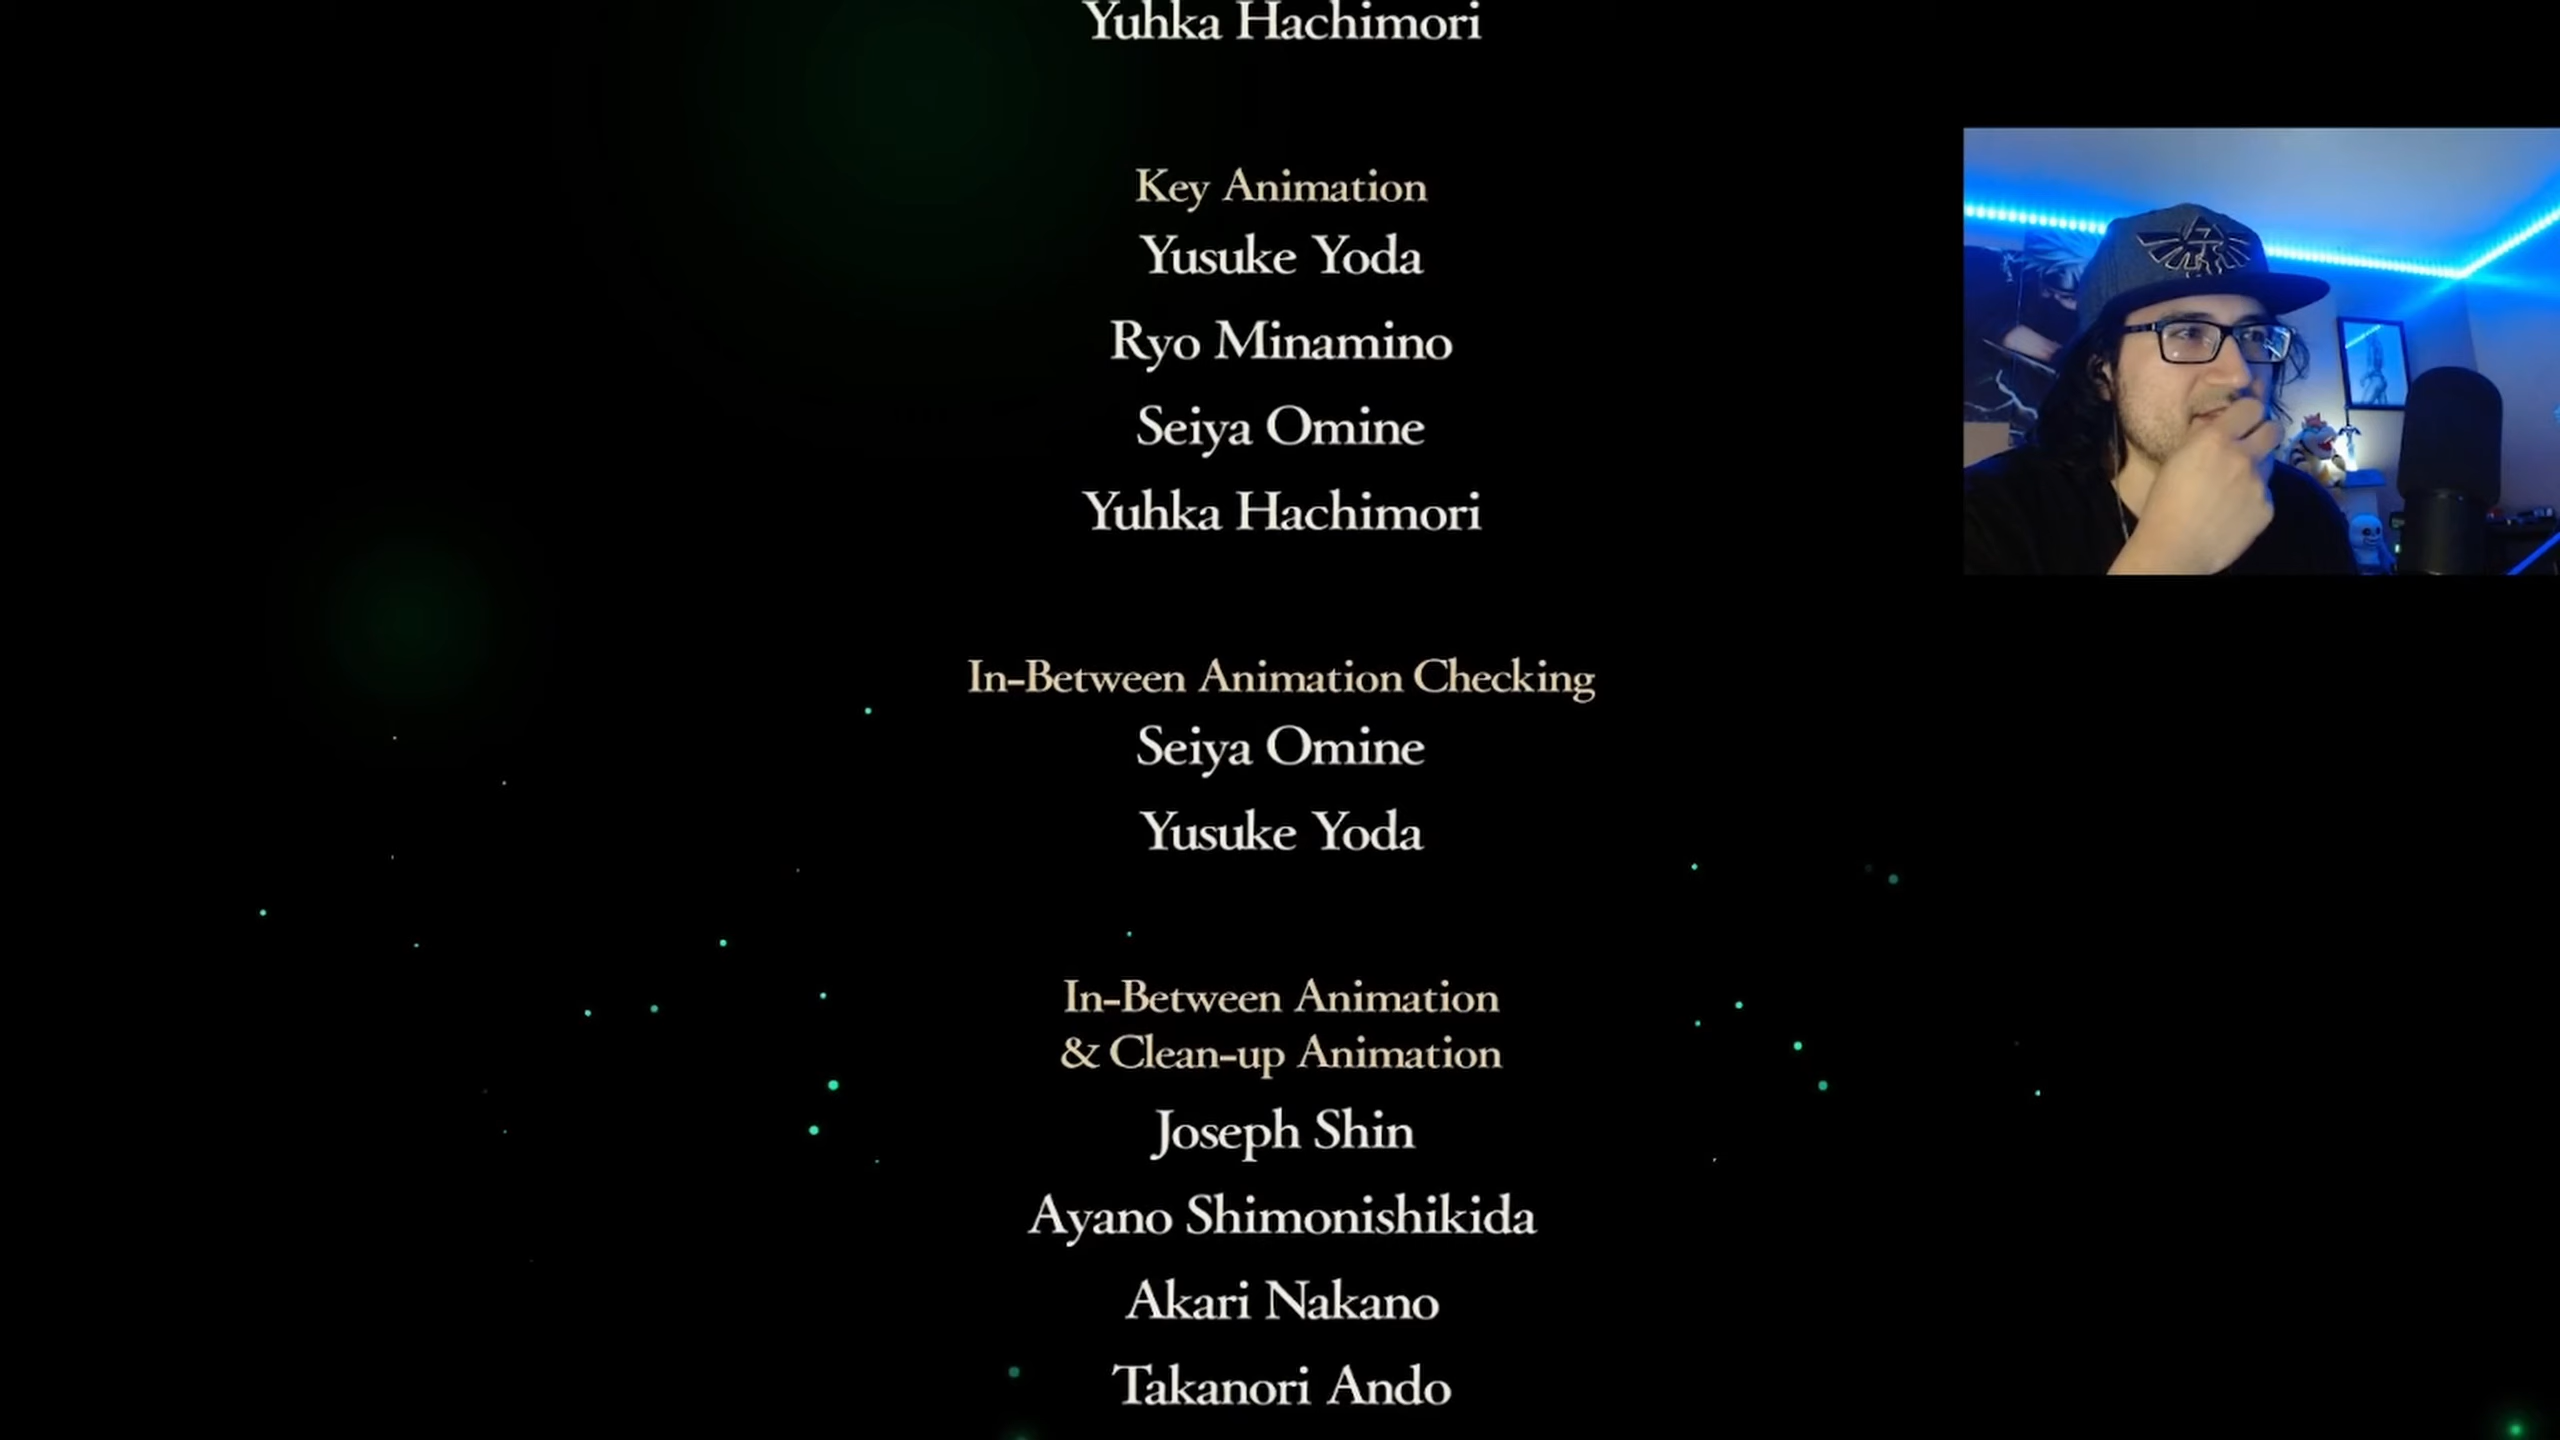 Yuhka Hachimori
Key Animation
Yusuke Yoda
Ryo Minamino
Seiya Omine
Yuhka Hachimori
In-Between Animation Checking
Seiya Omine
Yusuke Yoda
In-Between Animation
& Clean-up Animation
Joseph Shin
Ayano Shimonishikida
Akari Nakano
Takanori Ando